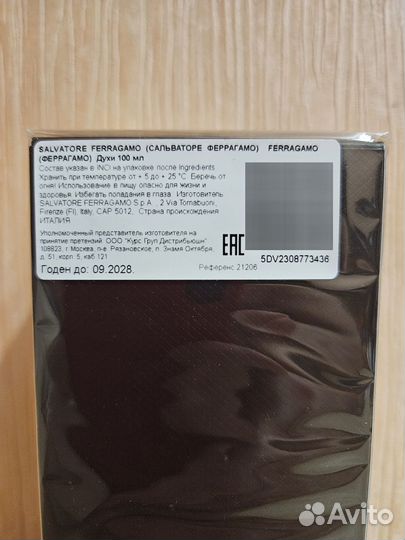 SALVATORE FERRAGAMO (САЛЬВАТОРЕ ФЕРРАГАМО) FERRAGAMO
(ФЕРРАГАМО) Духи 100 мл
Состав указан в INCI на упаковке после Ingredients.
Хранить при температуре от + 5 до + 25 °C. Беречь от
огня! Использование в пищу опасно для жизни и
здоровья. Избегать попадания в глаза. Изготовитель:
SALVATORE FERRAGAMO S.p.A., 2 Via Tornabuoni,
Firenze (FI), Italy, CAP 5012, Страна происхождения
ИТАЛИЯ
Уполномоченный представитель изготовителя на
принятие претензий: ООО "Курс Груп Дистрибьюшн"
108823, г. Москва, п-е. Рязановское, п. Знамя Октября,
д. 51, корп. 5, каб.121
Годен до: 09.2028.
EAC
5DV2308773436
Референс 21206
Avito